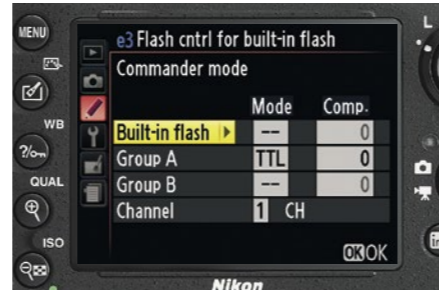 MENU
WB
?/
QUAL
ISO
e3 Flash cntrl for built-in flash
Commander mode
Mode Comp.
Built-in flash -- 0
Group A TTL 0
Group B -- 0
Channel 1 CH
OK OK
Nikon
L